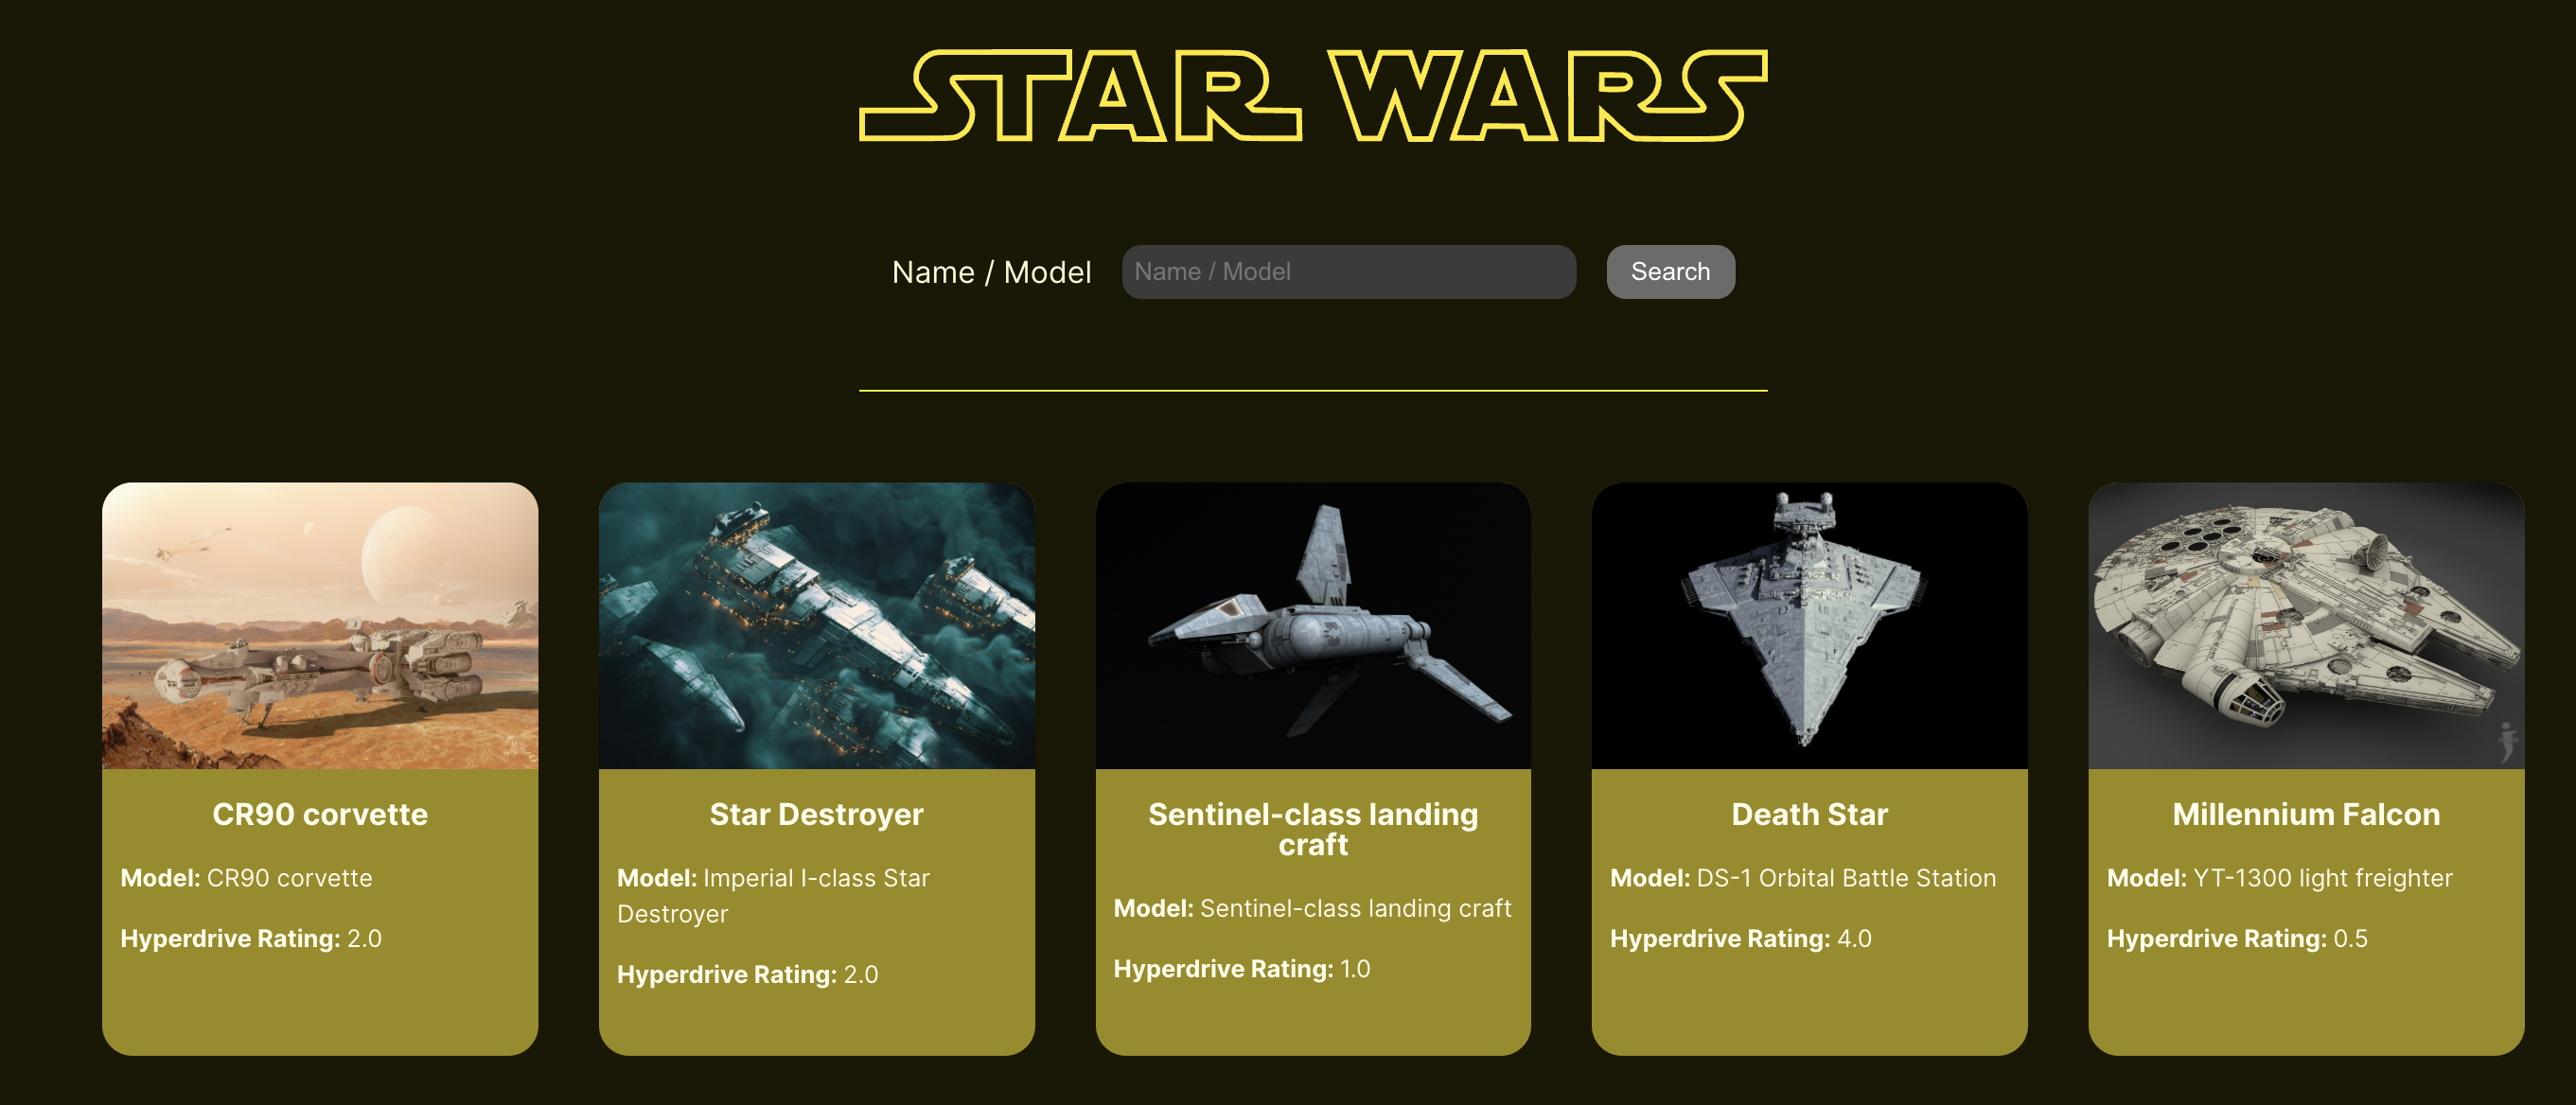 STAR WARS
Name / Model
Name / Model
Search
CR90 corvette
Model: CR90 corvette
Hyperdrive Rating: 2.0
Star Destroyer
Model: Imperial I-class Star
Destroyer
Hyperdrive Rating: 2.0
Sentinel-class landing
craft
Model: Sentinel-class landing craft
Hyperdrive Rating: 1.0
Death Star
Model: DS-1 Orbital Battle Station
Hyperdrive Rating: 4.0
Millennium Falcon
Model: YT-1300 light freighter
Hyperdrive Rating: 0.5